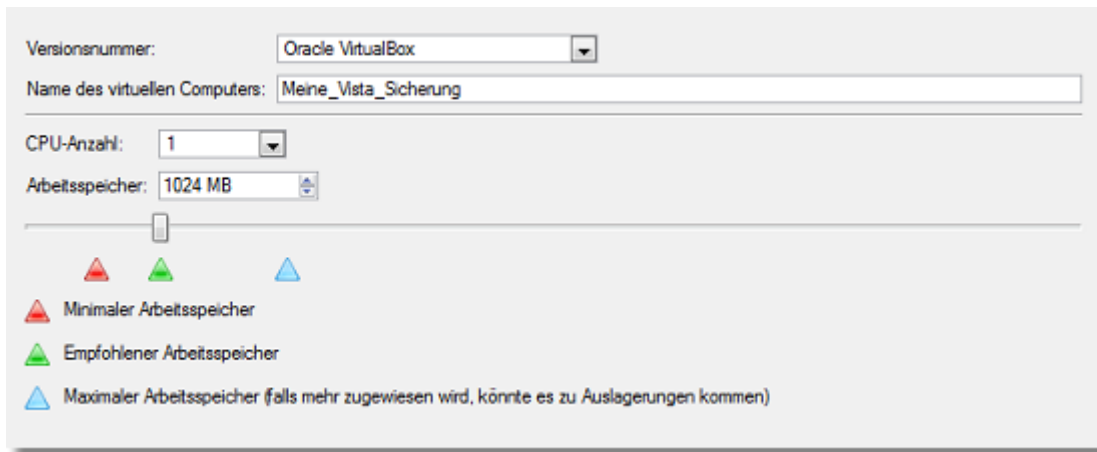 Versionsnummer: Oracle VirtualBox
Name des virtuellen Computers: Meine_Vista_Sicherung
CPU-Anzahl: 1
Arbeitsspeicher: 1024 MB
Minimaler Arbeitsspeicher
Empfohlener Arbeitsspeicher
Maximaler Arbeitsspeicher (falls mehr zugewiesen wird, könnte es zu Auslagerungen kommen)